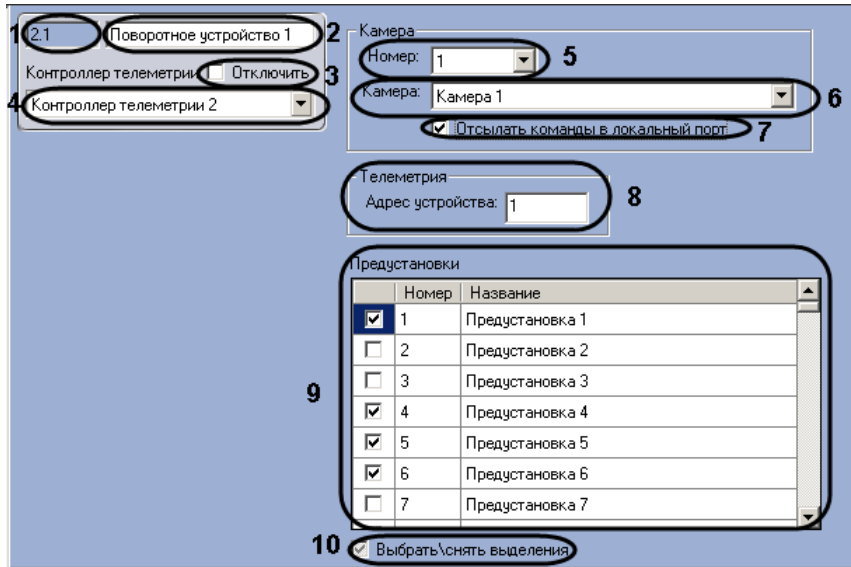 1 2.1 Поворотное устройство 1 2
Контроллер телеметрии Отключить 3
4 Контроллер телеметрии 2
Камера
Номер: 1 5
Камера: Камера 1 6
Отсылать команды в локальный порт 7
Телеметрия
Адрес устройства: 1 8
Предустановки
Номер Название
1 Предустановка 1
2 Предустановка 2
3 Предустановка 3
9
4 Предустановка 4
5 Предустановка 5
6 Предустановка 6
7 Предустановка 7
10 Выбрать\снять выделения